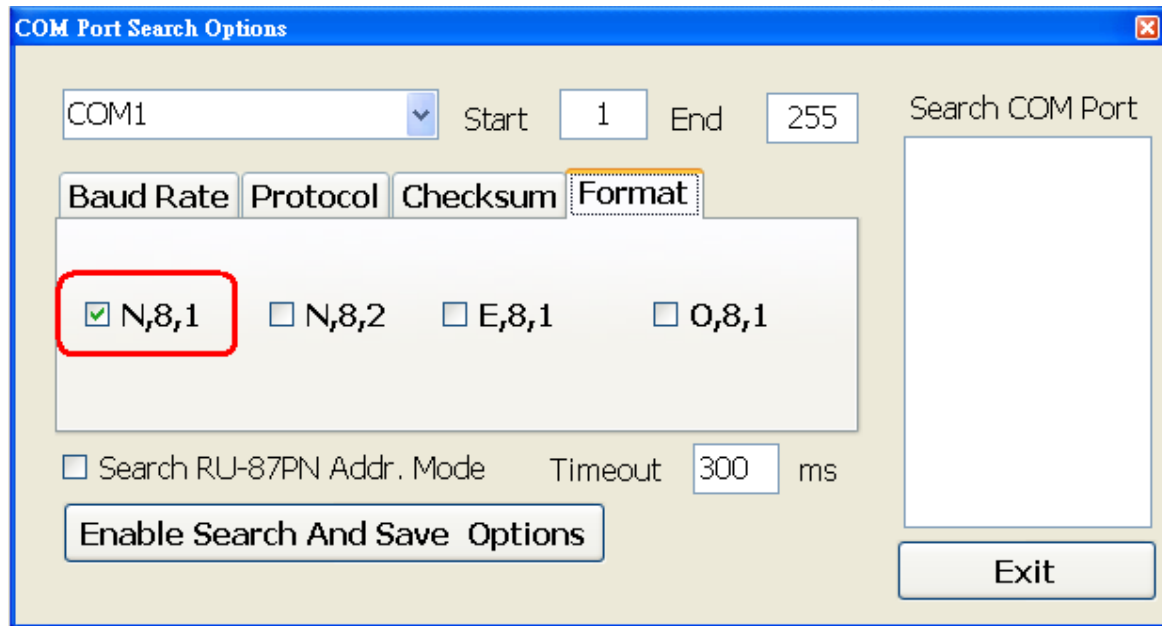 COM Port Search Options
COM1 Start 1 End 255 Search COM Port
Baud Rate Protocol Checksum Format
N,8,1 N,8,2 E,8,1 O,8,1
Search RU-87PN Addr. Mode Timeout 300 ms
Enable Search And Save Options
Exit